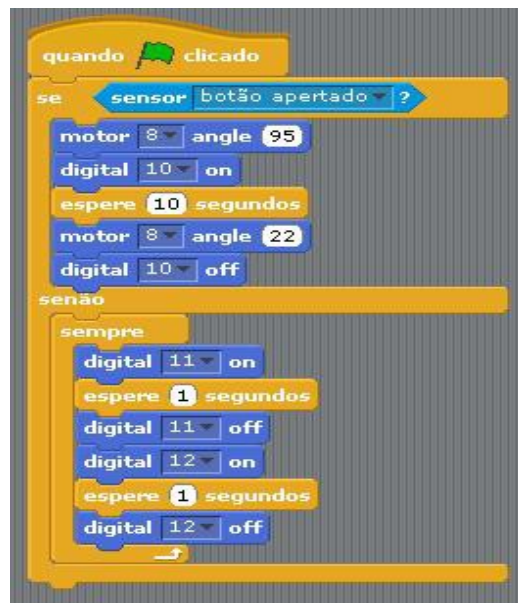 quando clicado
se sensor botão apertado ?
motor 8 angle 95
digital 10 on
espere 10 segundos
motor 8 angle 22
digital 10 off
senão
sempre
digital 11 on
espere 1 segundos
digital 11 off
digital 12 on
espere 1 segundos
digital 12 off